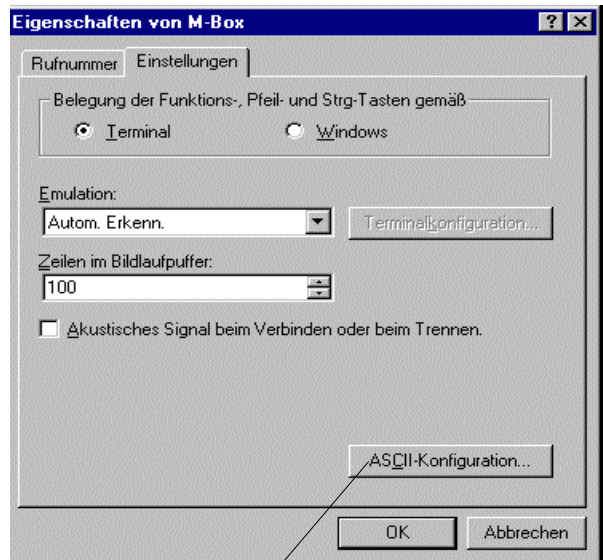 Eigenschaften von M-Box
Rufnummer Einstellungen
Belegung der Funktions-, Pfeil- und Strg-Tasten gemäß
Terminal Windows
Emulation:
Autom. Erkenn. Terminalkonfiguration...
Zeilen im Bildlaufpuffer:
100
Akustisches Signal beim Verbinden oder beim Trennen.
ASCII-Konfiguration...
OK Abbrechen